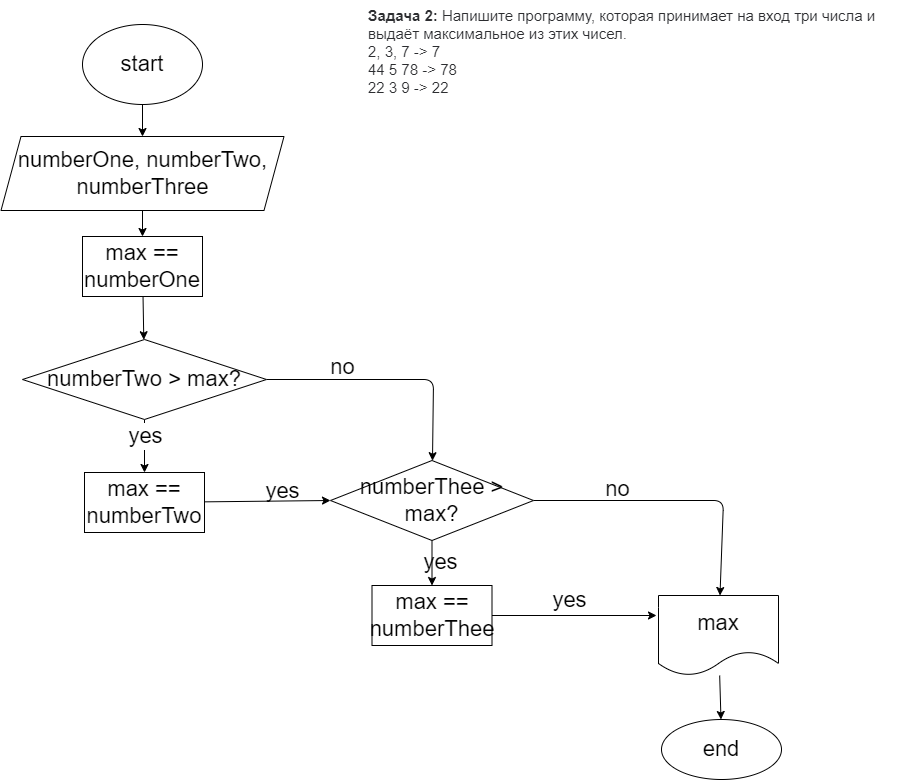 Задача 2: Напишите программу, которая принимает на вход три числа и
выдаёт максимальное из этих чисел.
2, 3, 7 -> 7
44 5 78 -> 78
22 3 9 -> 22
start
numberOne, numberTwo,
numberThree
max ==
numberOne
numberTwo > max?
no
yes
max ==
numberTwo
yes
numberThee >
max?
no
yes
max ==
numberThee
yes
max
end